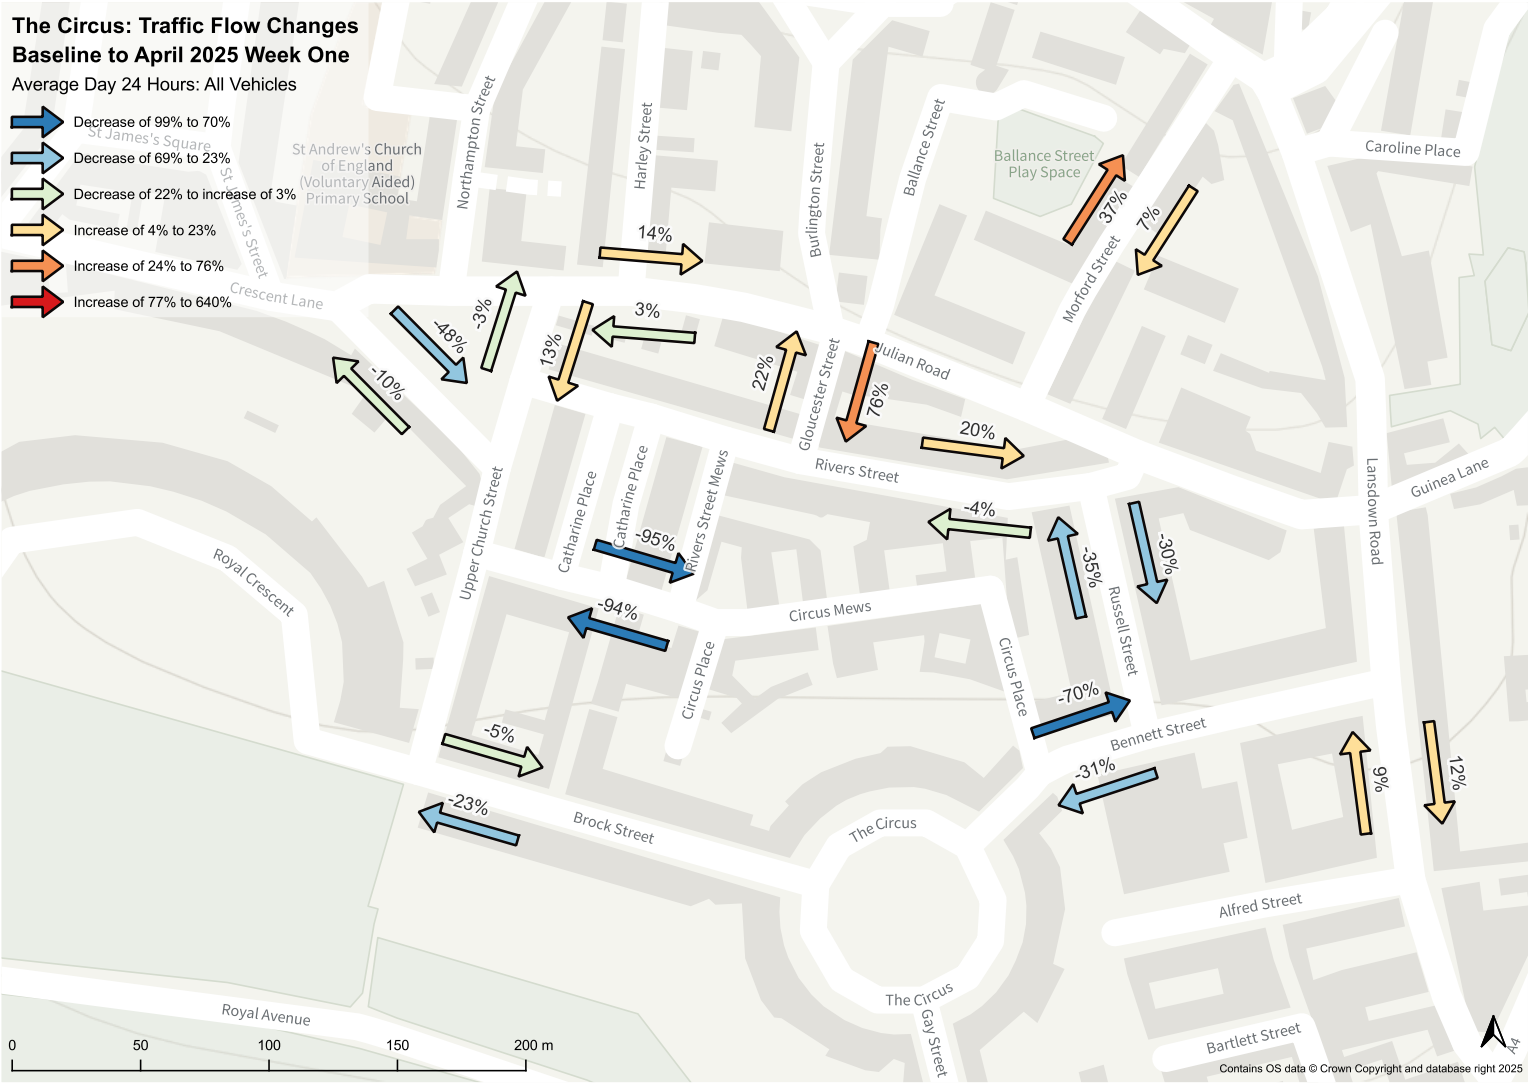 The Circus: Traffic Flow Changes
Baseline to April 2025 Week One
Average Day 24 Hours: All Vehicles
Decrease of 99% to 70%
Decrease of 69% to 23%
Decrease of 22% to increase of 3%
Increase of 4% to 23%
Increase of 24% to 76%
Increase of 77% to 640%
St James's Square
St James's Street
St Andrew's Church
of England
(Voluntary Aided)
Primary School
Northampton Street
Harley Street
Burlington Street
Ballance Street
Ballance Street
Play Space
Caroline Place
37%
7%
Morford Street
14%
Crescent Lane
-48%
-3%
13%
3%
-10%
22%
Gloucester Street
76%
Julian Road
20%
Rivers Street
Lansdown Road
Guinea Lane
Upper Church Street
Catharine Place
Catharine Place
Rivers Street Mews
-95%
-94%
-4%
-35%
-30%
Royal Crescent
Circus Mews
Russell Street
Circus Place
Circus Place
-70%
Bennett Street
-31%
9%
12%
-5%
-23%
Brock Street
The Circus
The Circus
Gay Street
Alfred Street
Bartlett Street
Royal Avenue
A4
0 50 100 150 200 m
Contains OS data © Crown Copyright and database right 2025